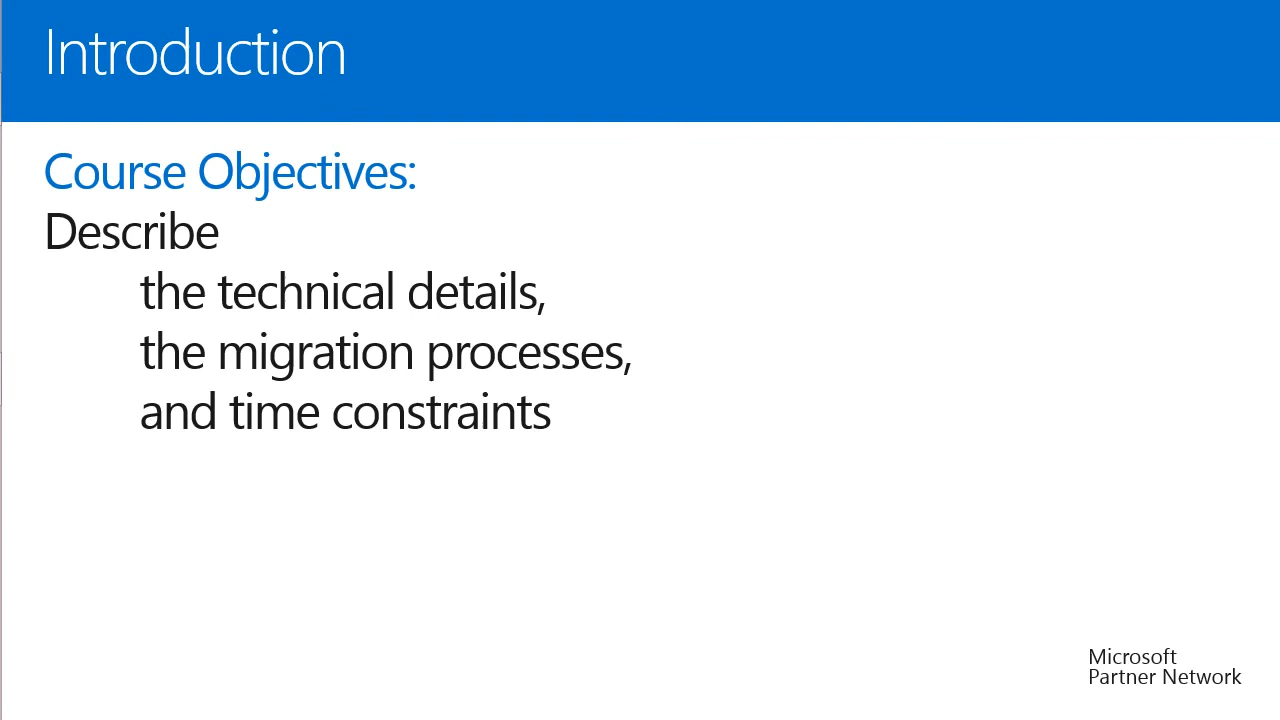 Introduction
Course Objectives:
Describe
the technical details,
the migration processes,
and time constraints
Microsoft
Partner Network